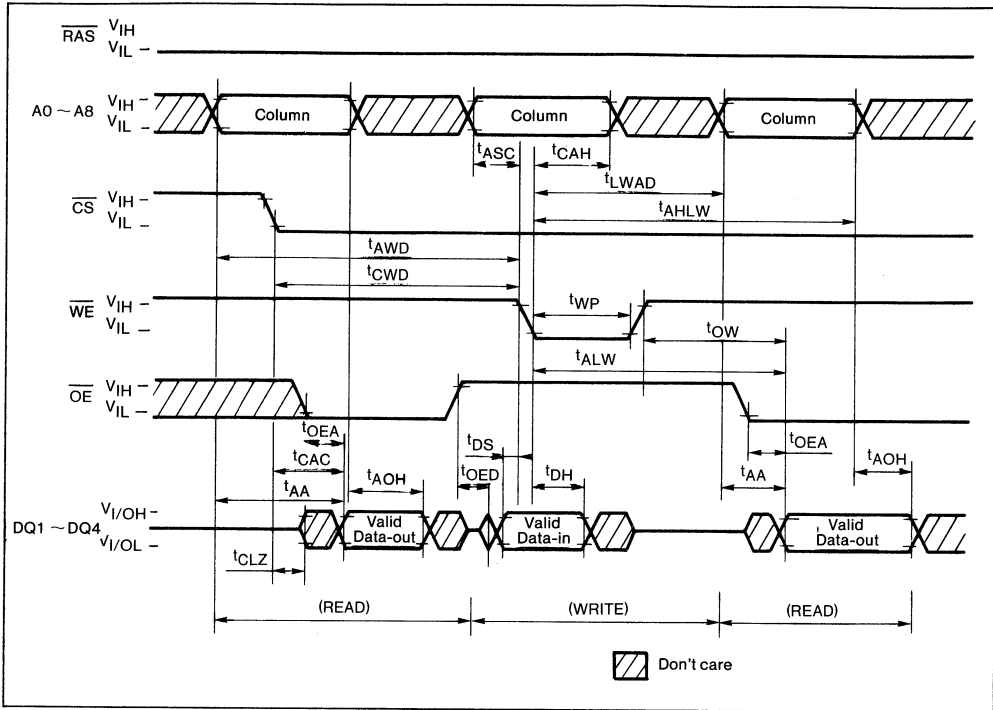 RAS VIH
VIL
A0 ~ A8 VIH
VIL
Column Column Column
tASC tCAH
tLWAD
tAHLW
CS VIH
VIL
tAWD
tCWD
WE VIH
VIL
tWP
tOW
tALW
OE VIH
VIL
tOEA tDS tOEA
tCAC tAOH tOED tDH tAA tAOH
tAA
DQ1 ~ DQ4 VI/OH
VI/OL
Valid Data-out Valid Data-in Valid Data-out
tCLZ
(READ) (WRITE) (READ)
Don't care